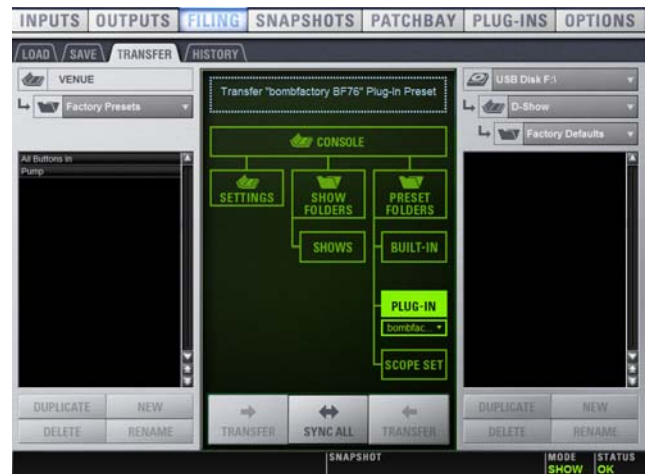 INPUTS OUTPUTS FILING SNAPSHOTS PATCHBAY PLUG-INS OPTIONS
LOAD SAVE TRANSFER HISTORY
VENUE
Factory Presets
All Buttons in
Pump
DUPLICATE NEW
DELETE RENAME
Transfer "bombfactory BF76" Plug-In Preset
CONSOLE
SETTINGS
SHOW
FOLDERS
PRESET
FOLDERS
SHOWS
BUILT-IN
PLUG-IN
bombfac...
SCOPE SET
TRANSFER SYNC ALL TRANSFER
USB Disk F:\
D-Show
Factory Defaults
DUPLICATE NEW
DELETE RENAME
SNAPSHOT
MODE
SHOW
STATUS
OK